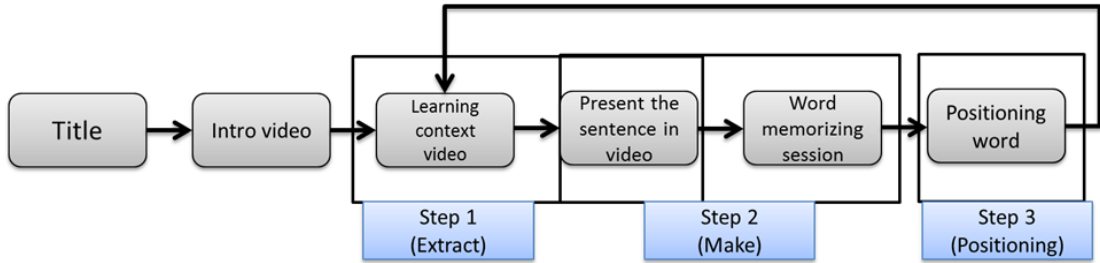 Title
Intro video
Learning
context
video
Present the
sentence in
video
Word
memorizing
session
Positioning
word
Step 1
(Extract)
Step 2
(Make)
Step 3
(Positioning)